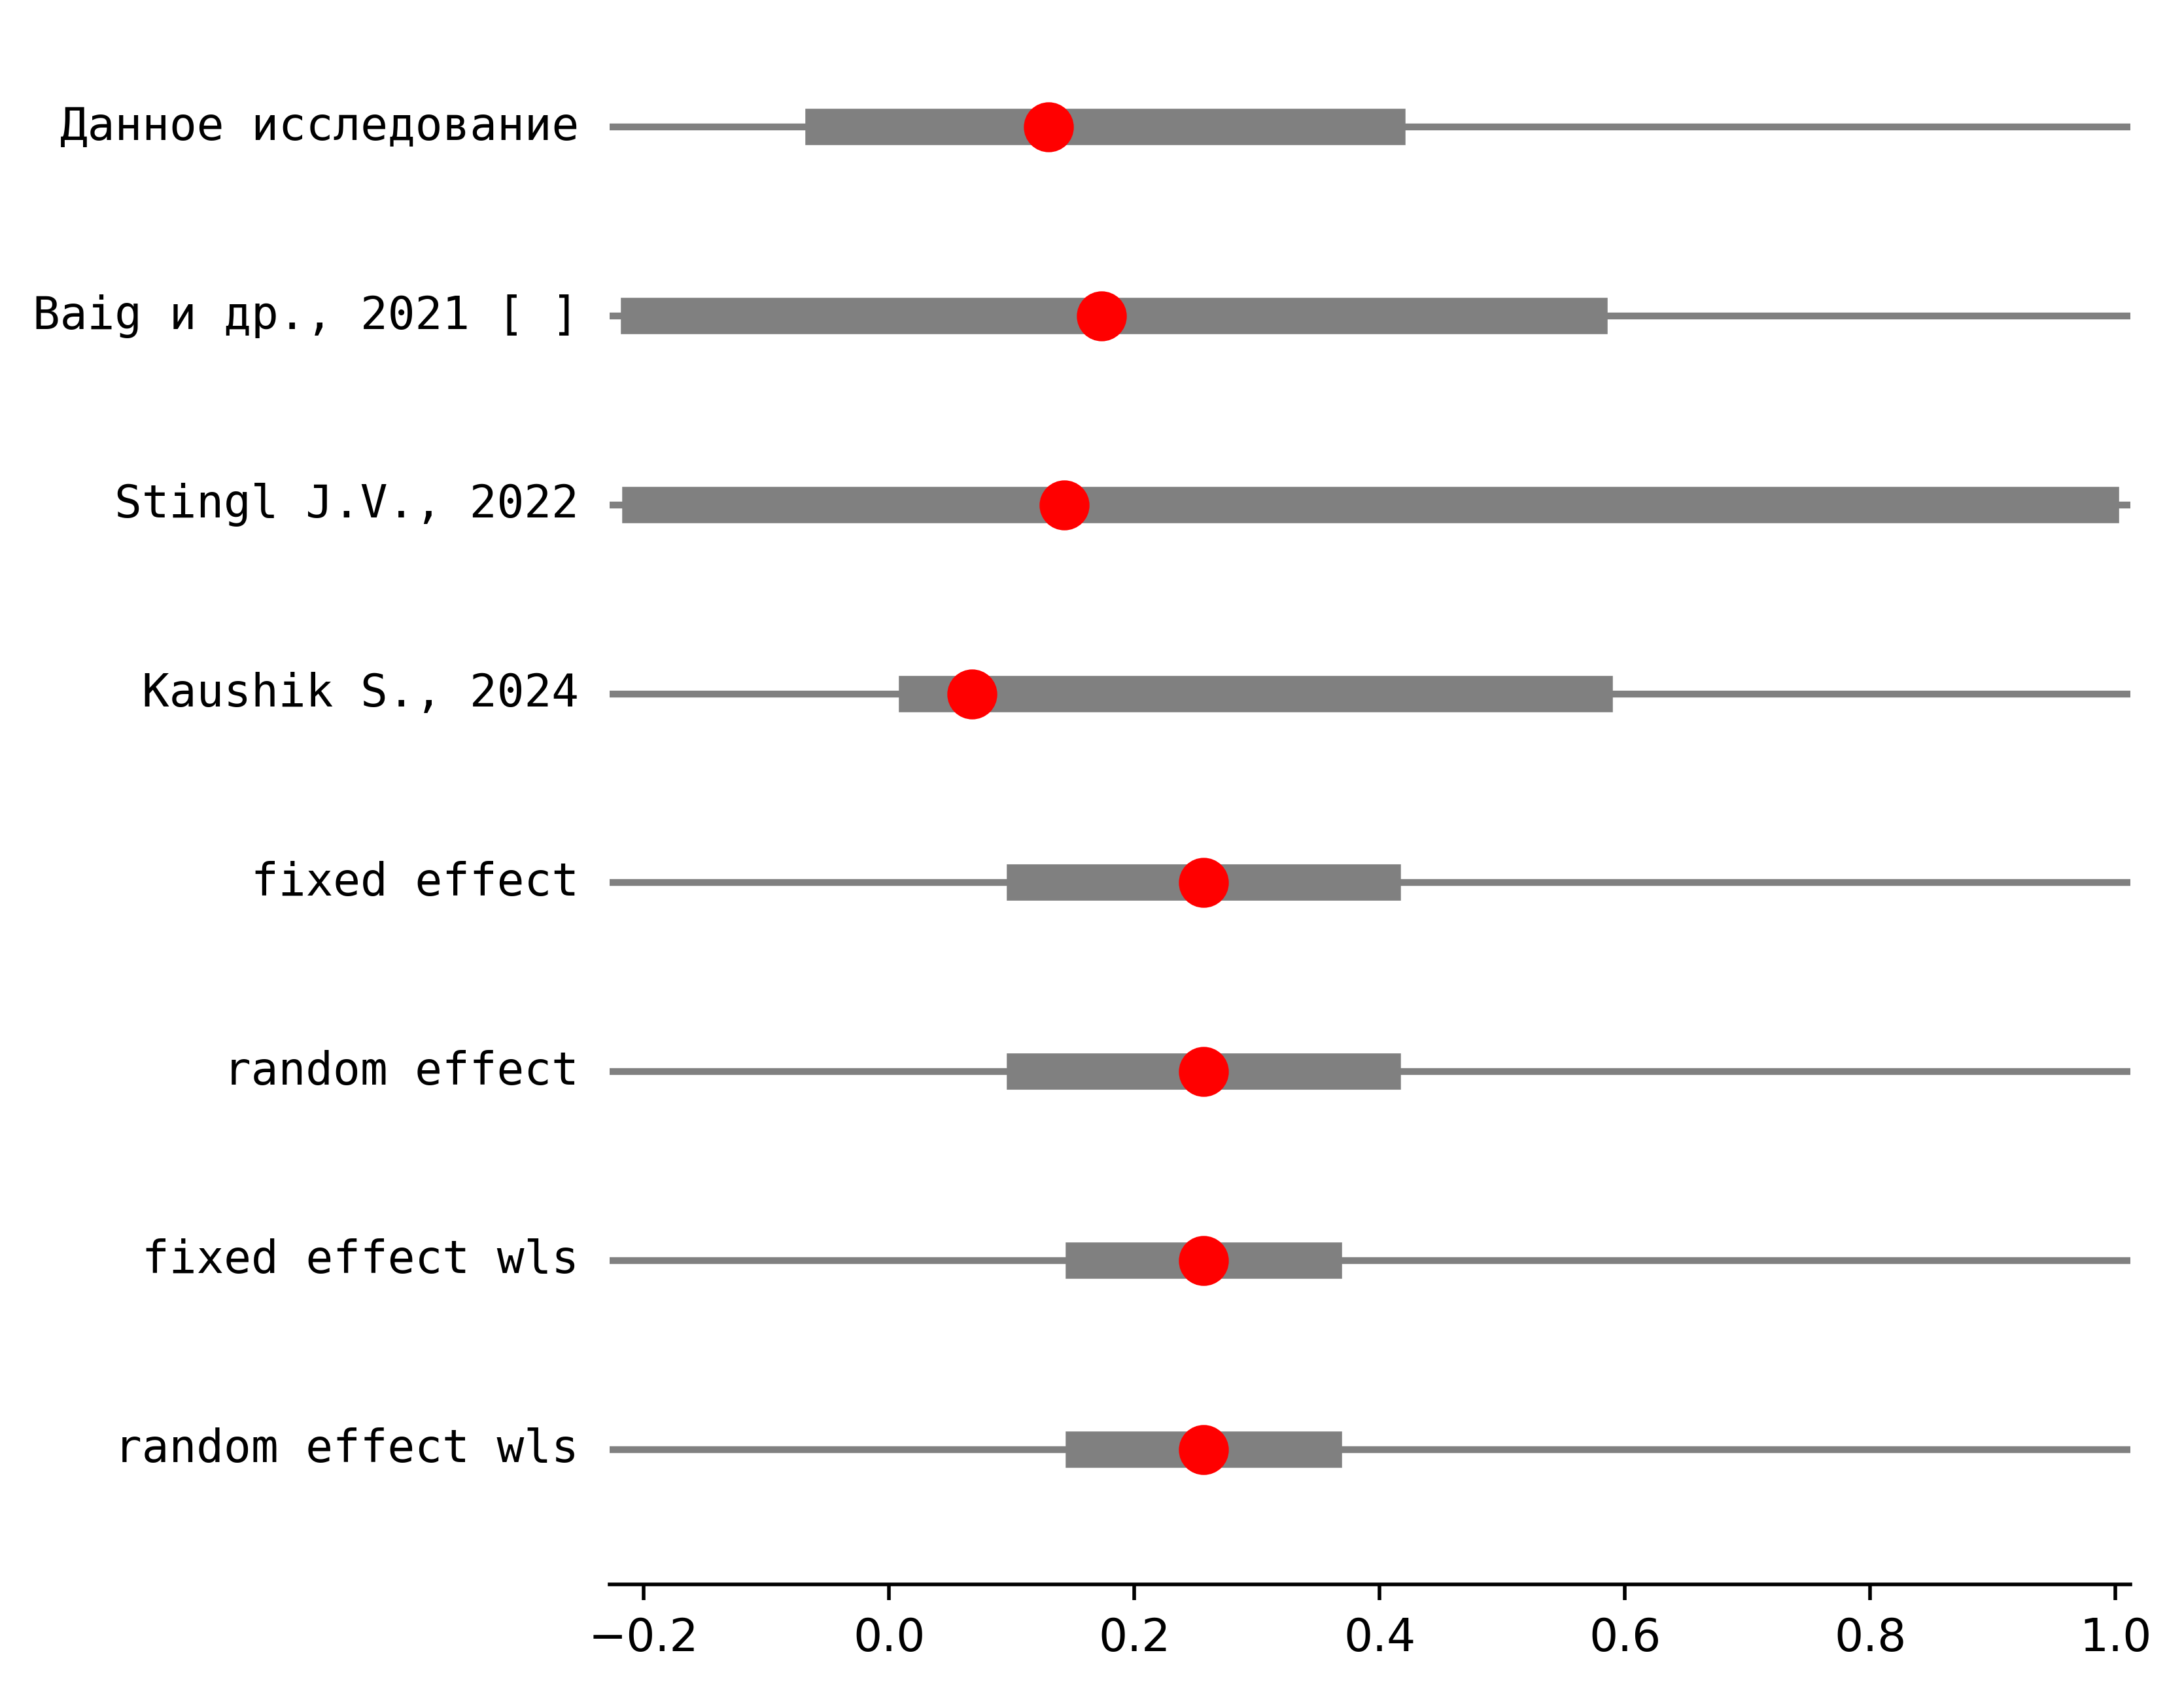 Данное исследование
Baig и др., 2021 [ ]
Stingl J.V., 2022
Kaushik S., 2024
fixed effect
random effect
fixed effect wls
random effect wls
−0.2 0.0 0.2 0.4 0.6 0.8 1.0